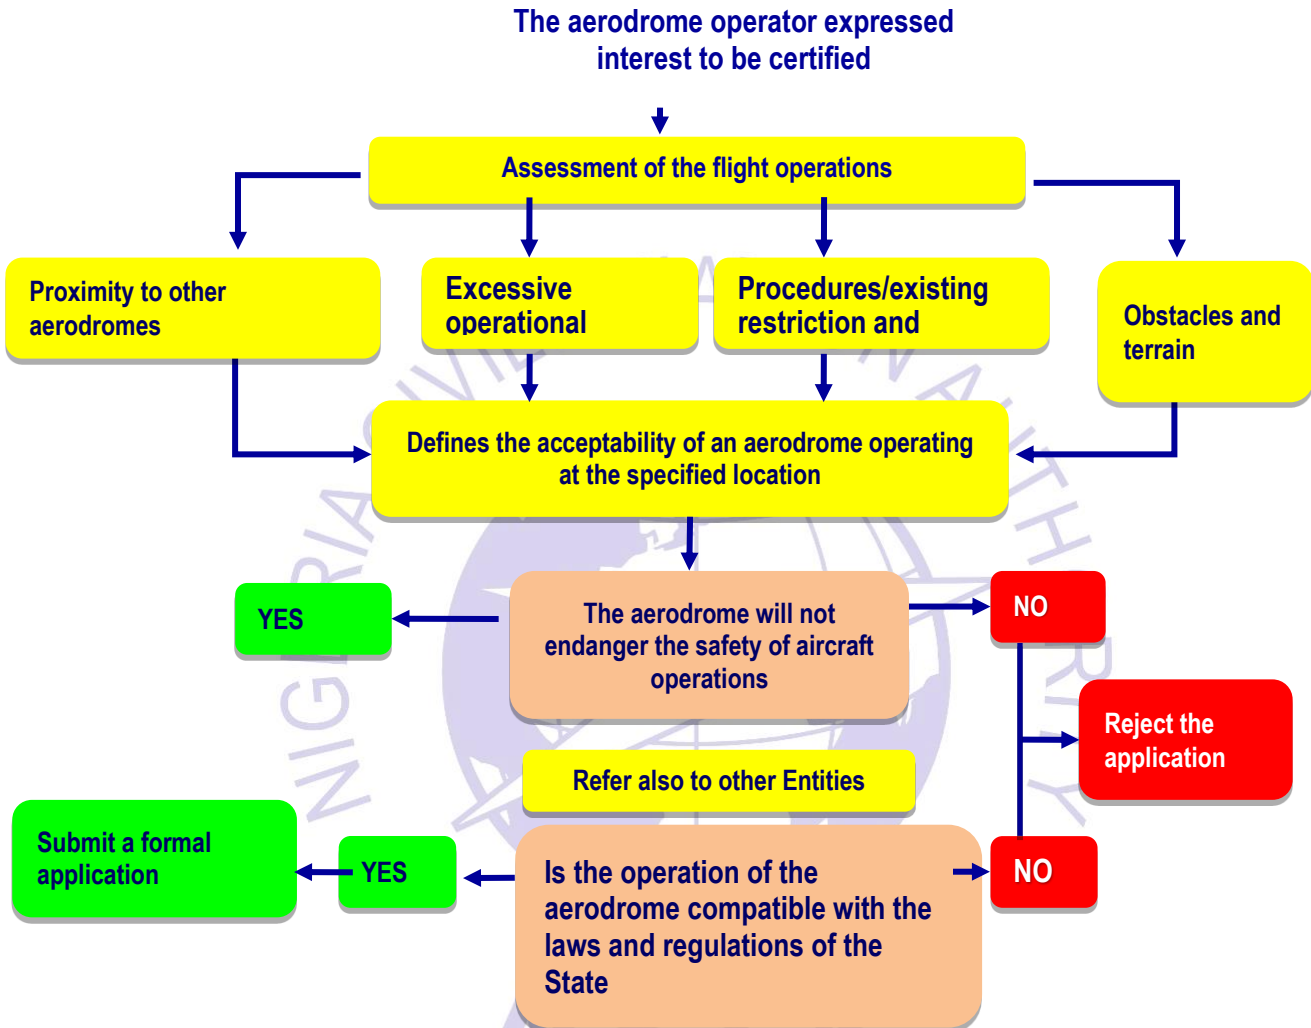 The aerodrome operator expressed
interest to be certified
Assessment of the flight operations
Proximity to other
aerodromes
Excessive
operational
Procedures/existing
restriction and
Obstacles and
terrain
Defines the acceptability of an aerodrome operating
at the specified location
YES
The aerodrome will not
endanger the safety of aircraft
operations
NO
Reject the
application
Refer also to other Entities
Submit a formal
application
YES
Is the operation of the
aerodrome compatible with the
laws and regulations of the
State
NO